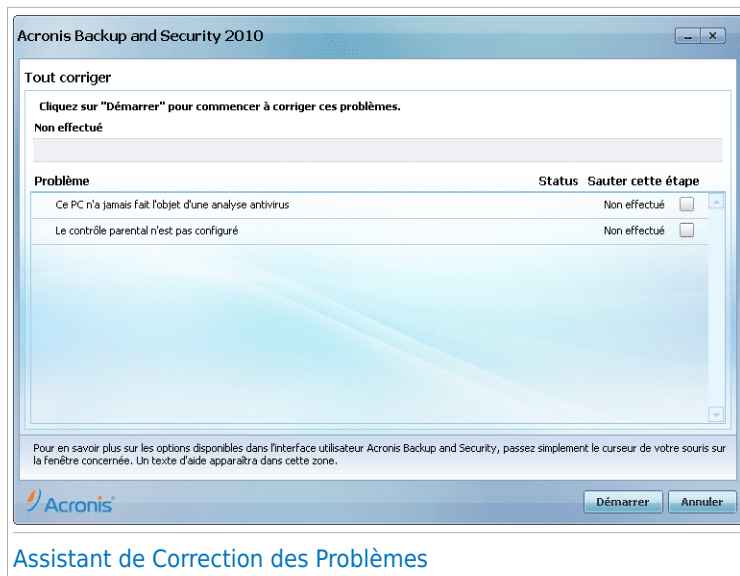 Acronis Backup and Security 2010
Tout corriger
Cliquez sur "Démarrer" pour commencer à corriger ces problèmes.
Non effectué
Problème Status Sauter cette étape
Ce PC n'a jamais fait l'objet d'une analyse antivirus Non effectué
Le contrôle parental n'est pas configuré Non effectué
Pour en savoir plus sur les options disponibles dans l'interface utilisateur Acronis Backup and Security, passez simplement le curseur de votre souris sur
la fenêtre concernée. Un texte d'aide apparaîtra dans cette zone.
Acronis Démarrer Annuler
Assistant de Correction des Problèmes